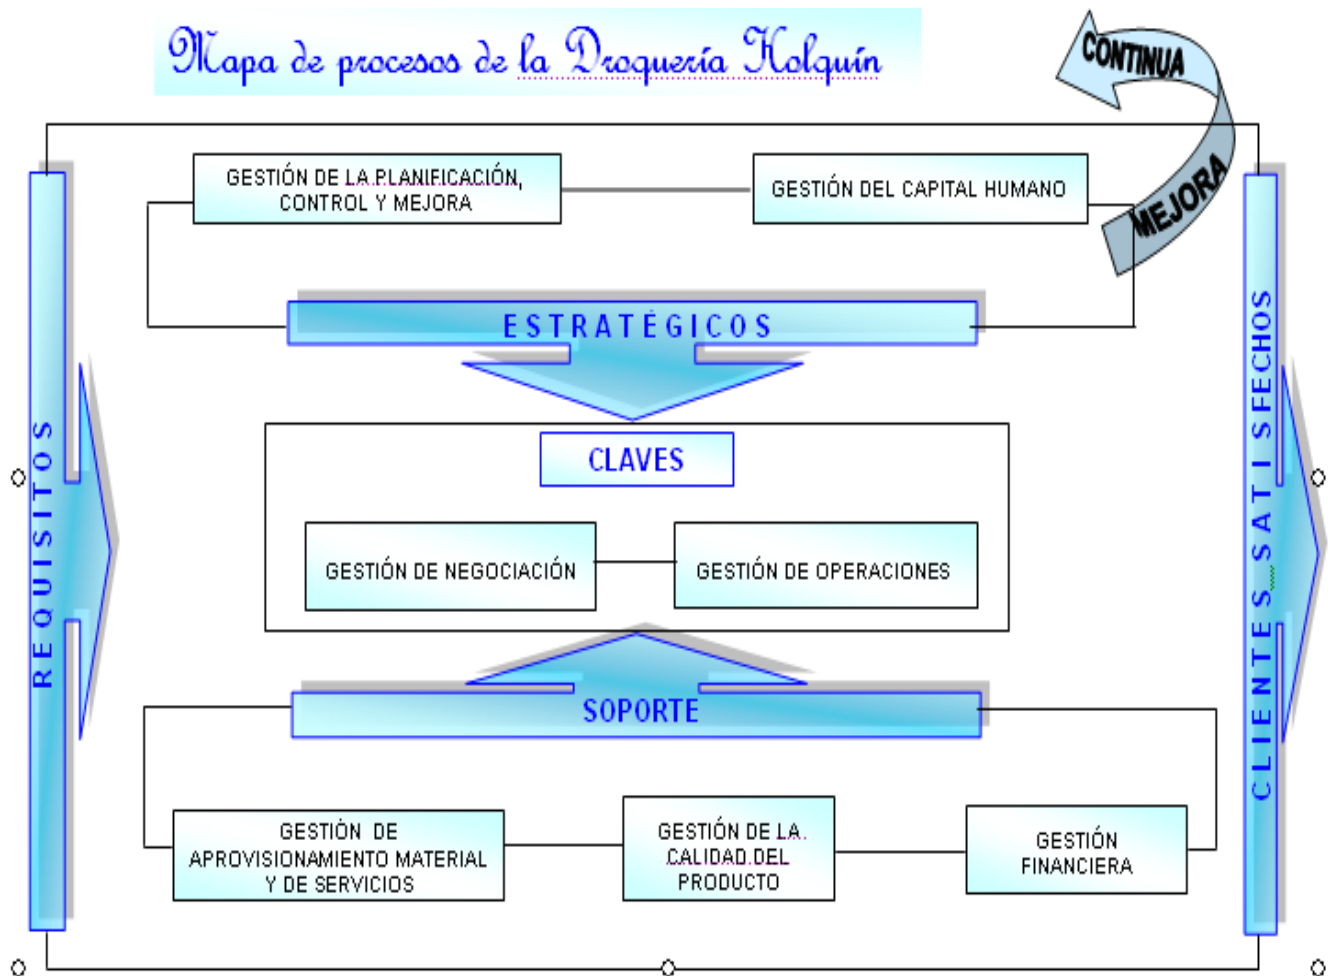 Mapa de procesos de la Droquería Holquín
CONTINUA
MEJORA
GESTIÓN DE LA PLANIFICACIÓN,
CONTROL Y MEJORA
GESTIÓN DEL CAPITAL HUMANO
ESTRATÉGICOS
REQUISITOS
CLIENTES SATISFECHOS
CLAVES
GESTIÓN DE NEGOCIACIÓN
GESTIÓN DE OPERACIONES
SOPORTE
GESTIÓN DE
APROVISIONAMIENTO MATERIAL
Y DE SERVICIOS
GESTIÓN DE LA
CALIDAD DEL
PRODUCTO
GESTIÓN
FINANCIERA